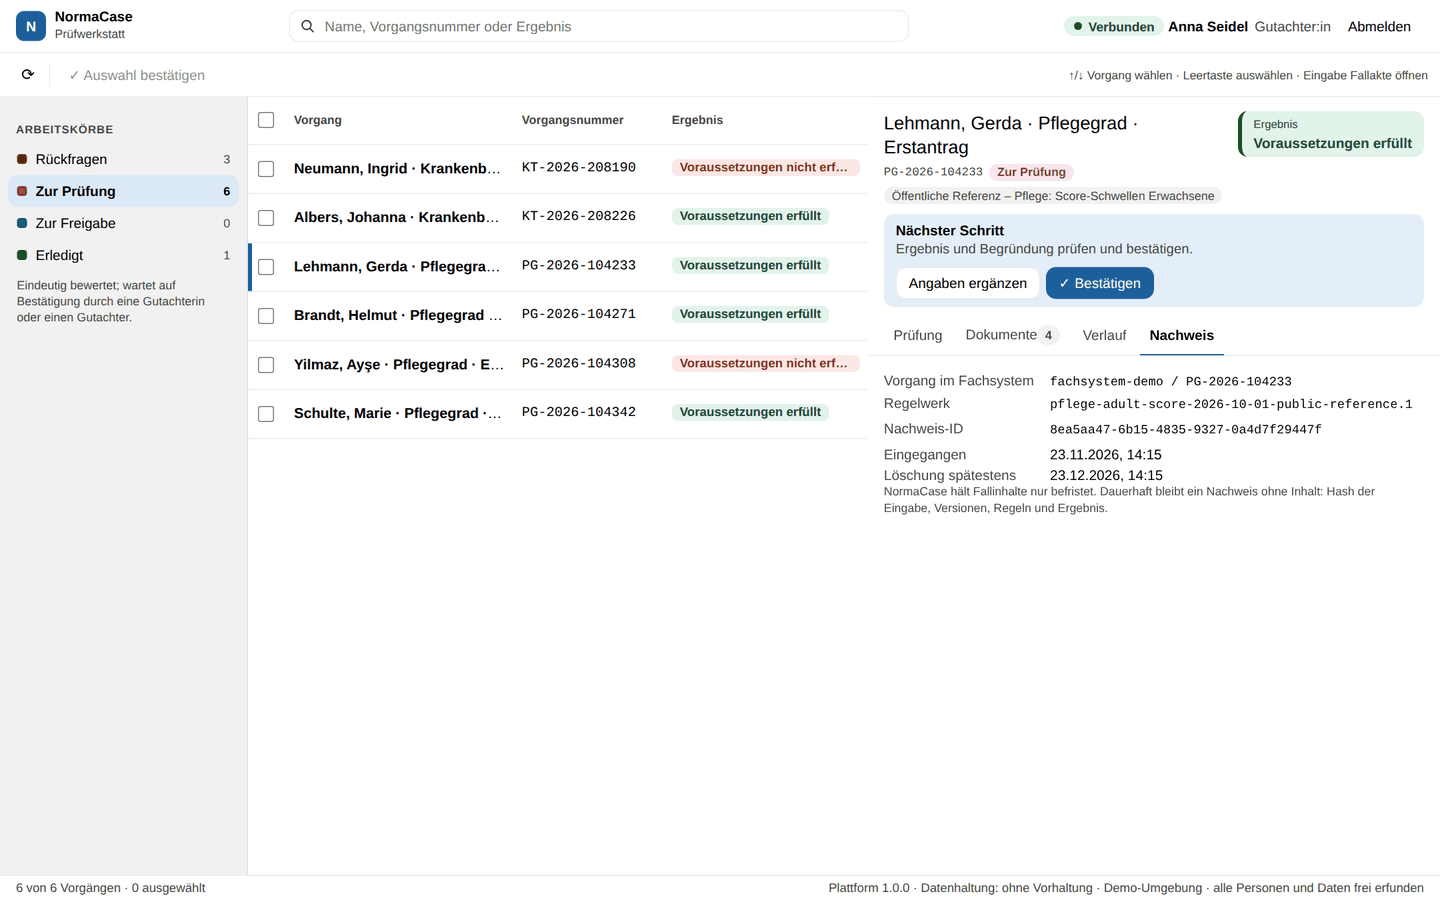 N
NormaCase
Prüfwerkstatt
Name, Vorgangsnummer oder Ergebnis
Verbunden
Anna Seidel Gutachter:in
Abmelden
⟳
✓ Auswahl bestätigen
↑/↓ Vorgang wählen · Leertaste auswählen · Eingabe Fallakte öffnen
ARBEITSKÖRBE
Rückfragen 3
Zur Prüfung 6
Zur Freigabe 0
Erledigt 1
Eindeutig bewertet; wartet auf
Bestätigung durch eine Gutachterin
oder einen Gutachter.
Vorgang Vorgangsnummer Ergebnis
Neumann, Ingrid · Krankenb… KT-2026-208190 Voraussetzungen nicht erf…
Albers, Johanna · Krankenb… KT-2026-208226 Voraussetzungen erfüllt
Lehmann, Gerda · Pflegegra… PG-2026-104233 Voraussetzungen erfüllt
Brandt, Helmut · Pflegegrad … PG-2026-104271 Voraussetzungen erfüllt
Yilmaz, Ayşe · Pflegegrad · E… PG-2026-104308 Voraussetzungen nicht erf…
Schulte, Marie · Pflegegrad ·… PG-2026-104342 Voraussetzungen erfüllt
Lehmann, Gerda · Pflegegrad ·
Erstantrag
PG-2026-104233 Zur Prüfung
Öffentliche Referenz – Pflege: Score-Schwellen Erwachsene
Ergebnis
Voraussetzungen erfüllt
Nächster Schritt
Ergebnis und Begründung prüfen und bestätigen.
Angaben ergänzen ✓ Bestätigen
Prüfung Dokumente 4 Verlauf Nachweis
Vorgang im Fachsystem fachsystem-demo / PG-2026-104233
Regelwerk pflege-adult-score-2026-10-01-public-reference.1
Nachweis-ID 8ea5aa47-6b15-4835-9327-0a4d7f29447f
Eingegangen 23.11.2026, 14:15
Löschung spätestens 23.12.2026, 14:15
NormaCase hält Fallinhalte nur befristet. Dauerhaft bleibt ein Nachweis ohne Inhalt: Hash der
Eingabe, Versionen, Regeln und Ergebnis.
6 von 6 Vorgängen · 0 ausgewählt
Plattform 1.0.0 · Datenhaltung: ohne Vorhaltung · Demo-Umgebung · alle Personen und Daten frei erfunden